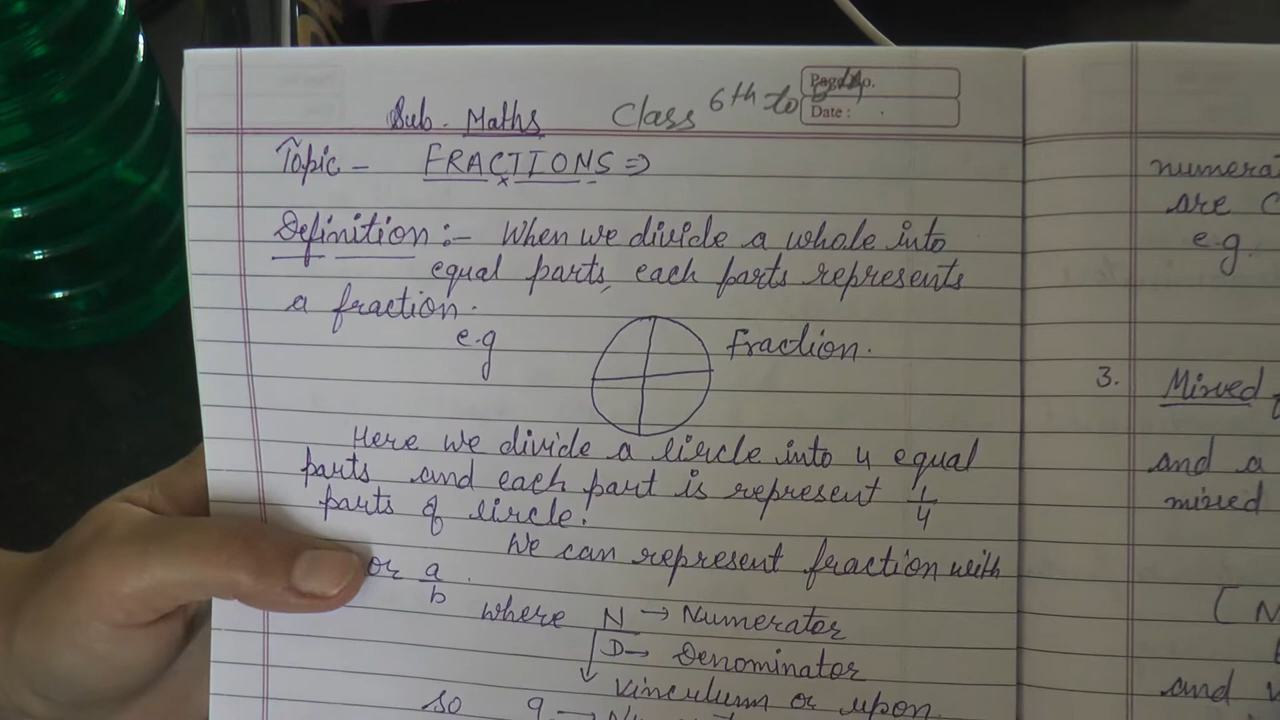 Sub. Maths Class 6th to
Date :
Topic - FRACTIONS ⇒
Definition :- When we divide a whole into
equal parts, each parts represents
a fraction.
e.g Fraction.
Here we divide a circle into 4 equal
parts and each part is represent 1/4
parts of circle.
We can represent fraction with
or a/b
where N → Numerator
D → Denominator
vinculum or upon
so
numera
are
e.g.
3. Mixed
and a
mixed
[ N
and